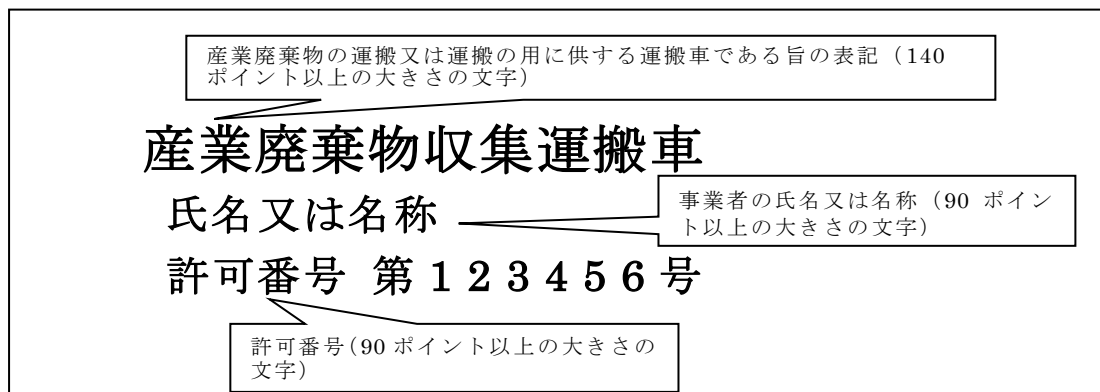 産業廃棄物の運搬又は運搬の用に供する運搬車である旨の表記（140
ポイント以上の大きさの文字）
産業廃棄物収集運搬車
氏名又は名称
事業者の氏名又は名称（90 ポイン
ト以上の大きさの文字）
許可番号 第１２３４５６号
許可番号（90 ポイント以上の大きさの
文字）